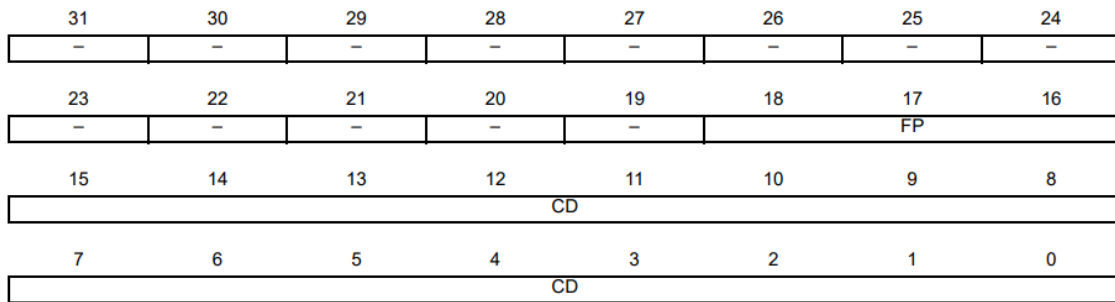 31 30 29 28 27 26 25 24
– – – – – – – –
23 22 21 20 19 18 17 16
– – – – – FP
15 14 13 12 11 10 9 8
CD
7 6 5 4 3 2 1 0
CD